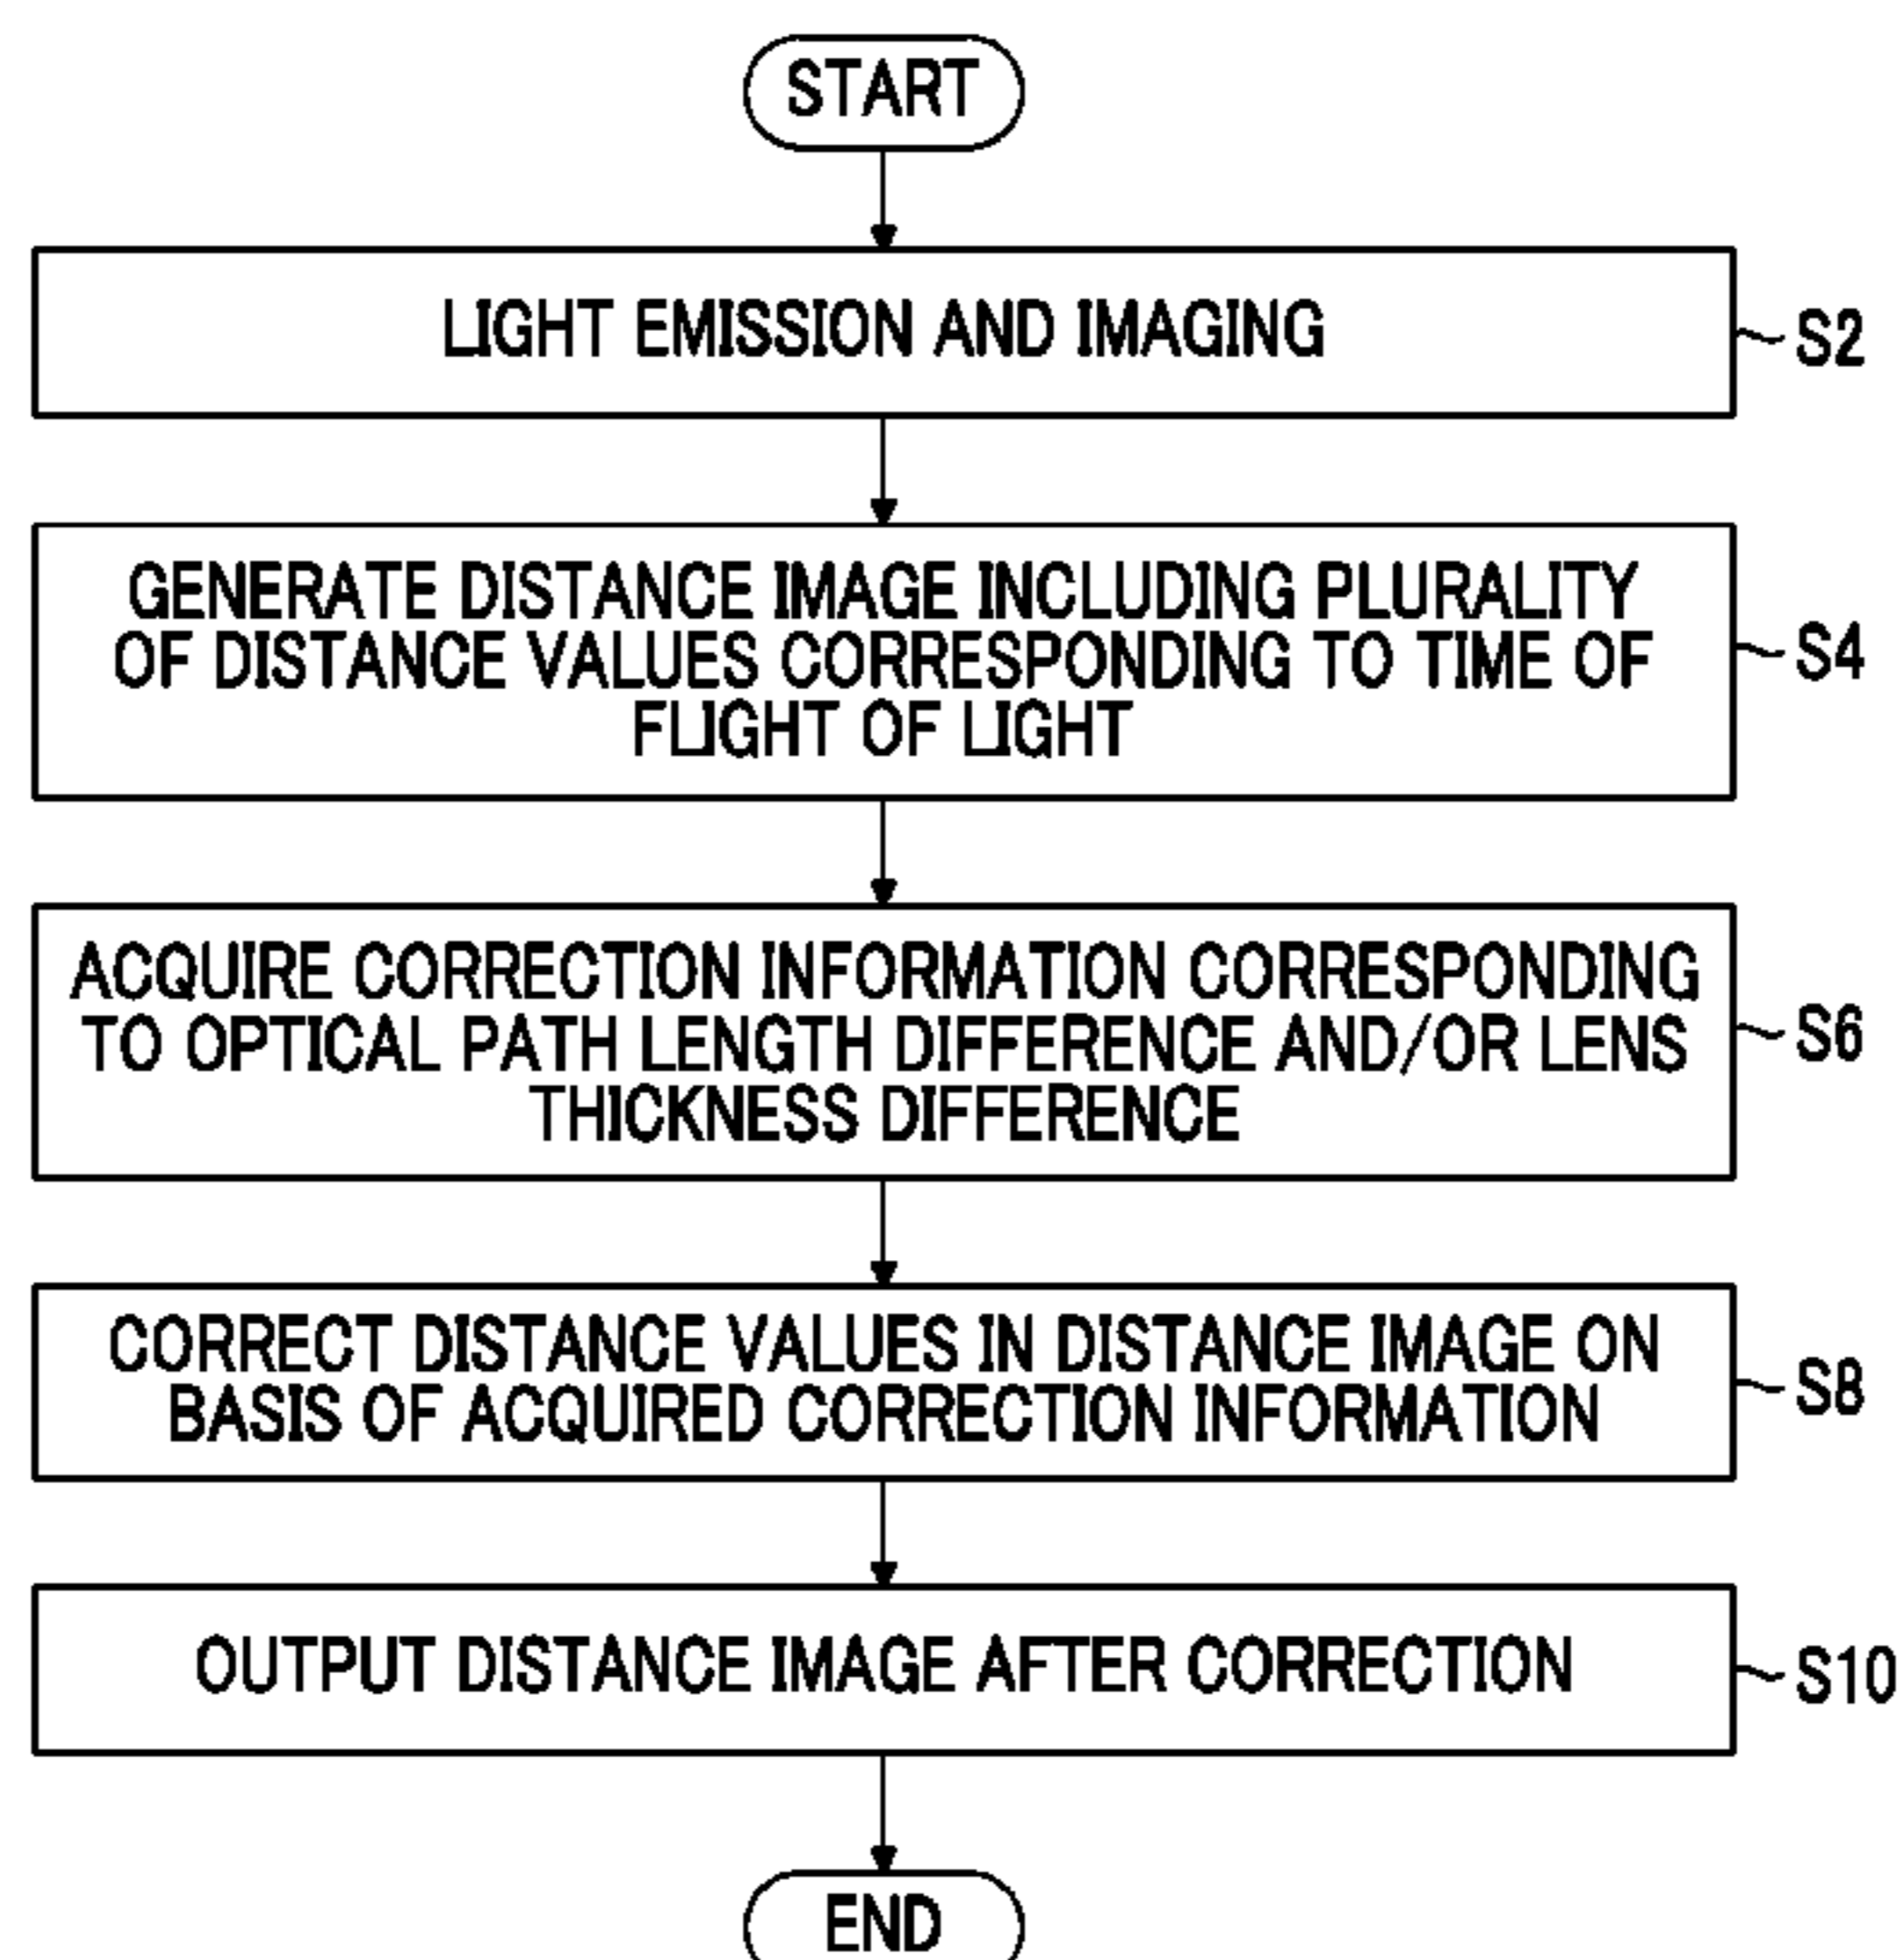 START
LIGHT EMISSION AND IMAGING
S2
GENERATE DISTANCE IMAGE INCLUDING PLURALITY
OF DISTANCE VALUES CORRESPONDING TO TIME OF
FLIGHT OF LIGHT
S4
ACQUIRE CORRECTION INFORMATION CORRESPONDING
TO OPTICAL PATH LENGTH DIFFERENCE AND/OR LENS
THICKNESS DIFFERENCE
S6
CORRECT DISTANCE VALUES IN DISTANCE IMAGE ON
BASIS OF ACQUIRED CORRECTION INFORMATION
S8
OUTPUT DISTANCE IMAGE AFTER CORRECTION
S10
END